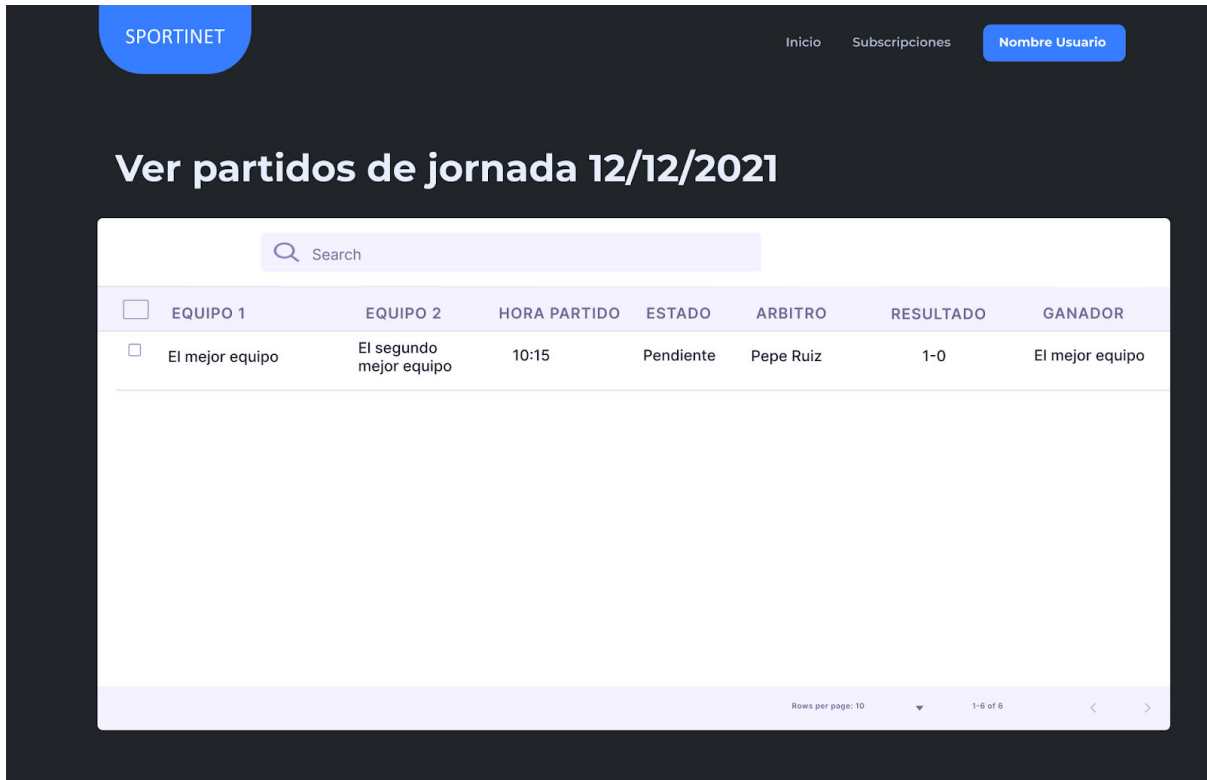 SPORTINET
Inicio Subscripciones Nombre Usuario
Ver partidos de jornada 12/12/2021
Search
EQUIPO 1 EQUIPO 2 HORA PARTIDO ESTADO ARBITRO RESULTADO GANADOR
El mejor equipo El segundo mejor equipo 10:15 Pendiente Pepe Ruiz 1-0 El mejor equipo
Rows per page: 10 1-6 of 6